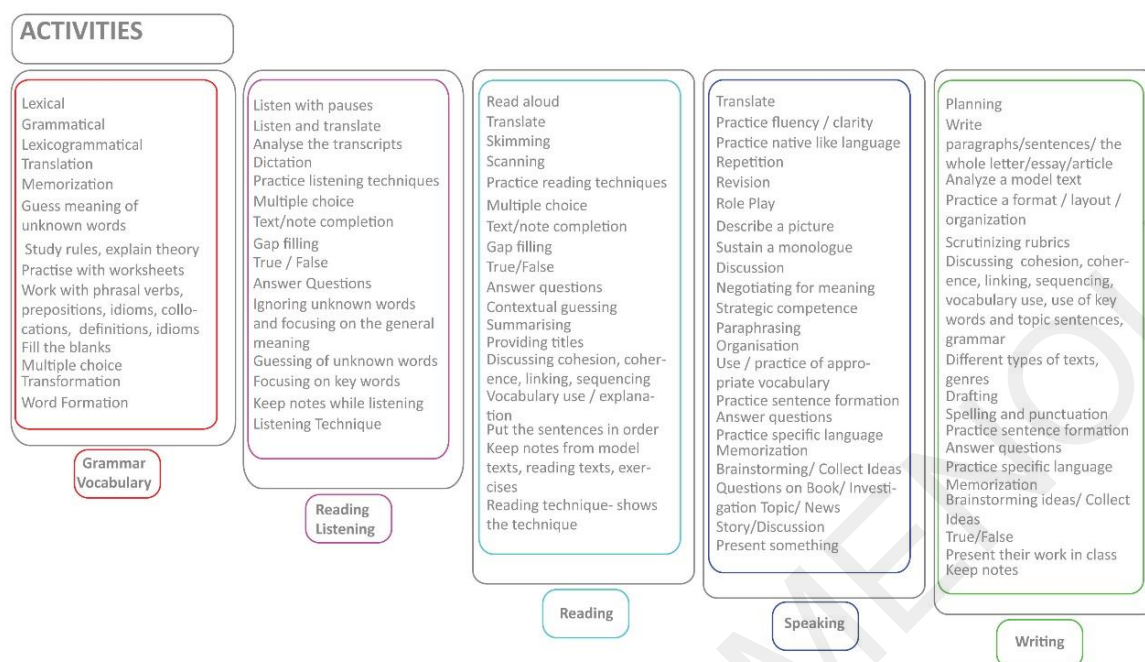 ACTIVITIES
Lexical
Grammatical
Lexicogrammatical
Translation
Memorization
Guess meaning of
unknown words
Study rules, explain theory
Practise with worksheets
Work with phrasal verbs,
prepositions, idioms, collo-
cations, definitions, idioms
Fill the blanks
Multiple choice
Transformation
Word Formation
Grammar
Vocabulary
Listen with pauses
Listen and translate
Analyse the transcripts
Dictation
Practice listening techniques
Multiple choice
Text/note completion
Gap filling
True / False
Answer Questions
Ignoring unknown words
and focusing on the general
meaning
Guessing of unknown words
Focusing on key words
Keep notes while listening
Listening Technique
Reading
Listening
Read aloud
Translate
Skimming
Scanning
Practice reading techniques
Multiple choice
Text/note completion
Gap filling
True/False
Answer questions
Contextual guessing
Summarising
Providing titles
Discussing cohesion, coher-
ence, linking, sequencing
Vocabulary use / explana-
tion
Put the sentences in order
Keep notes from model
texts, reading texts, exer-
cises
Reading technique- shows
the technique
Reading
Translate
Practice fluency / clarity
Practice native like language
Repetition
Revision
Role Play
Describe a picture
Sustain a monologue
Discussion
Negotiating for meaning
Strategic competence
Paraphrasing
Organisation
Use / practice of appro-
priate vocabulary
Practice sentence formation
Answer questions
Practice specific language
Memorization
Brainstorming/ Collect Ideas
Questions on Book/ Investi-
gation Topic/ News
Story/Discussion
Present something
Speaking
Planning
Write
paragraphs/sentences/ the
whole letter/essay/article
Analyze a model text
Practice a format / layout /
organization
Scrutinizing rubrics
Discussing cohesion, coher-
ence, linking, sequencing,
vocabulary use, use of key
words and topic sentences,
grammar
Different types of texts,
genres
Drafting
Spelling and punctuation
Practice sentence formation
Answer questions
Practice specific language
Memorization
Brainstorming ideas/ Collect
Ideas
True/False
Present their work in class
Keep notes
Writing